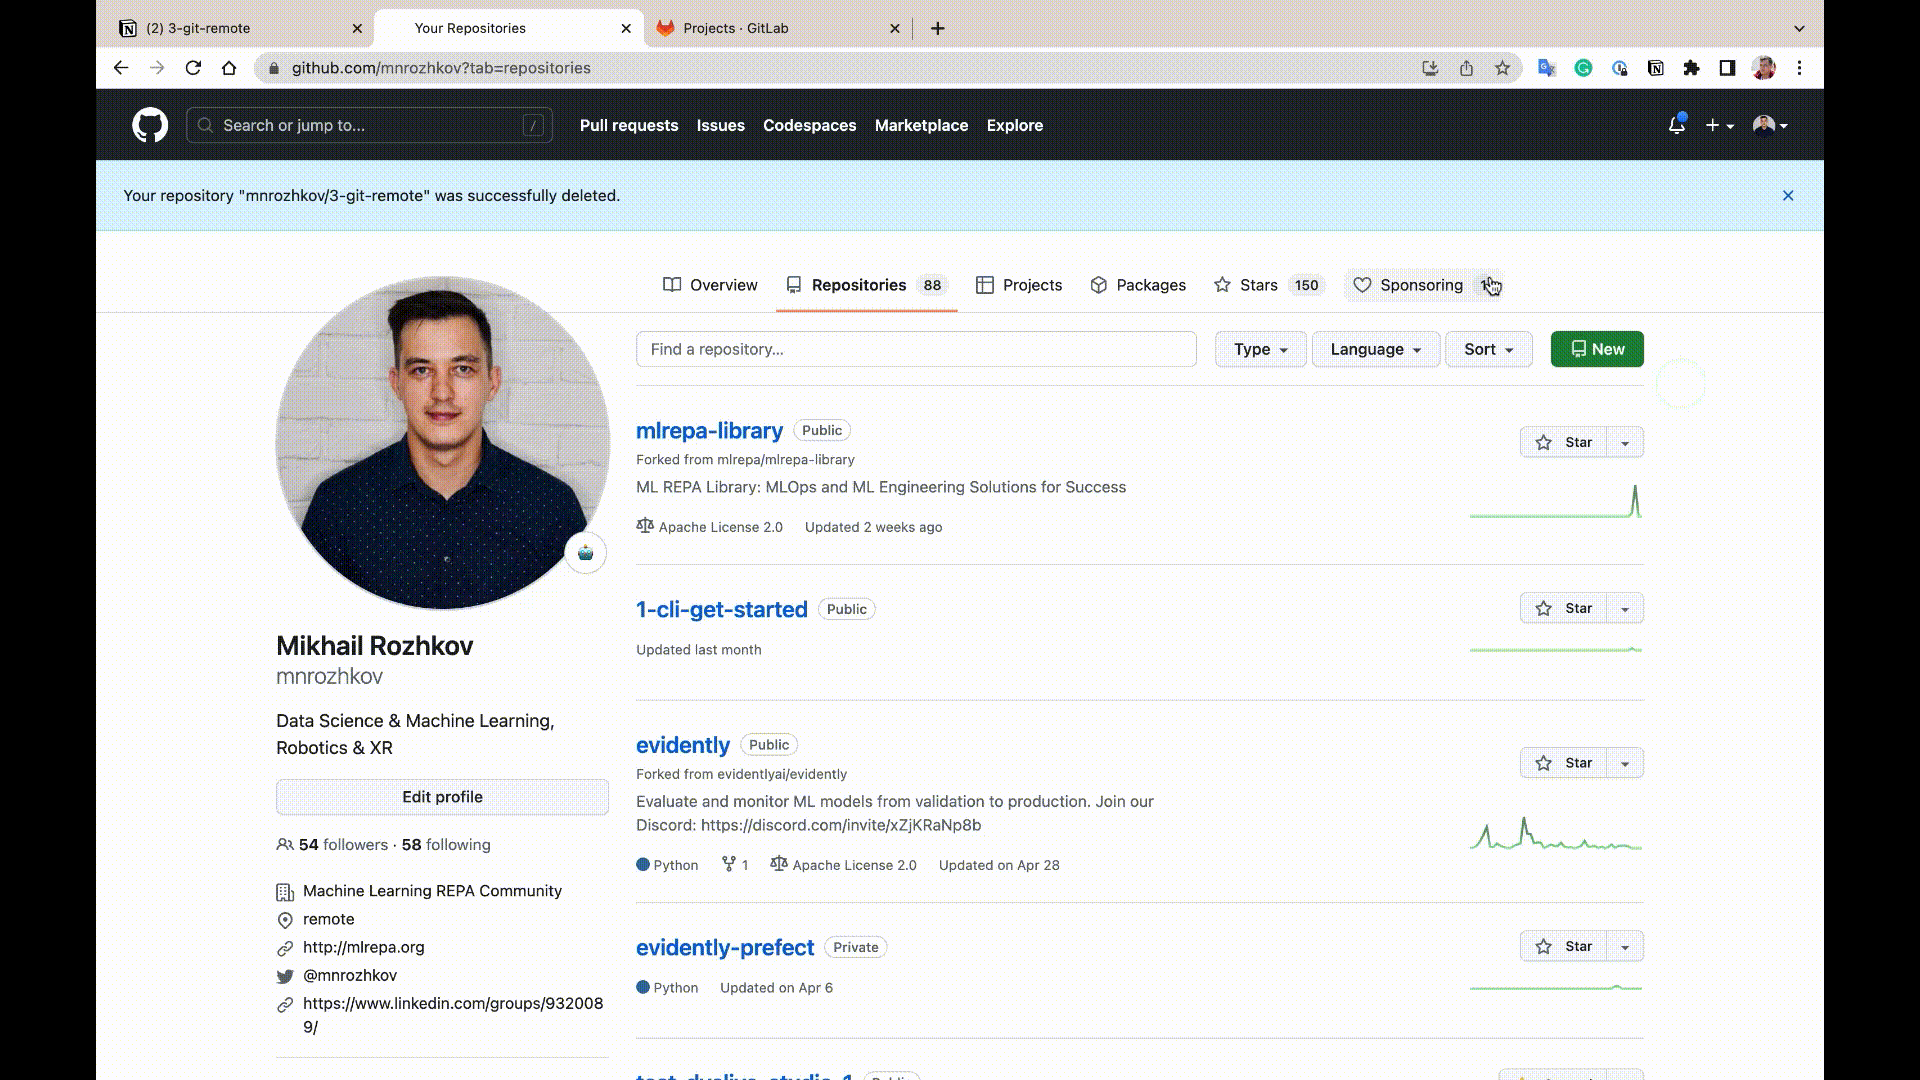 (2) 3-git-remote
Your Repositories
Projects · GitLab
github.com/mnrozhkov?tab=repositories
Search or jump to...
/
Pull requests
Issues
Codespaces
Marketplace
Explore
Your repository "mnrozhkov/3-git-remote" was successfully deleted.
Overview
Repositories 88
Projects
Packages
Stars 150
Sponsoring
Find a repository...
Type
Language
Sort
New
mlrepa-library Public
Star
Forked from mlrepa/mlrepa-library
ML REPA Library: MLOps and ML Engineering Solutions for Success
Apache License 2.0 Updated 2 weeks ago
1-cli-get-started Public
Star
Updated last month
evidently Public
Star
Forked from evidentlyai/evidently
Evaluate and monitor ML models from validation to production. Join our
Discord: https://discord.com/invite/xZjKRaNp8b
Python 1 Apache License 2.0 Updated on Apr 28
evidently-prefect Private
Star
Python Updated on Apr 6
Mikhail Rozhkov
mnrozhkov
Data Science & Machine Learning,
Robotics & XR
Edit profile
54 followers · 58 following
Machine Learning REPA Community
remote
http://mlrepa.org
@mnrozhkov
https://www.linkedin.com/groups/932008
9/